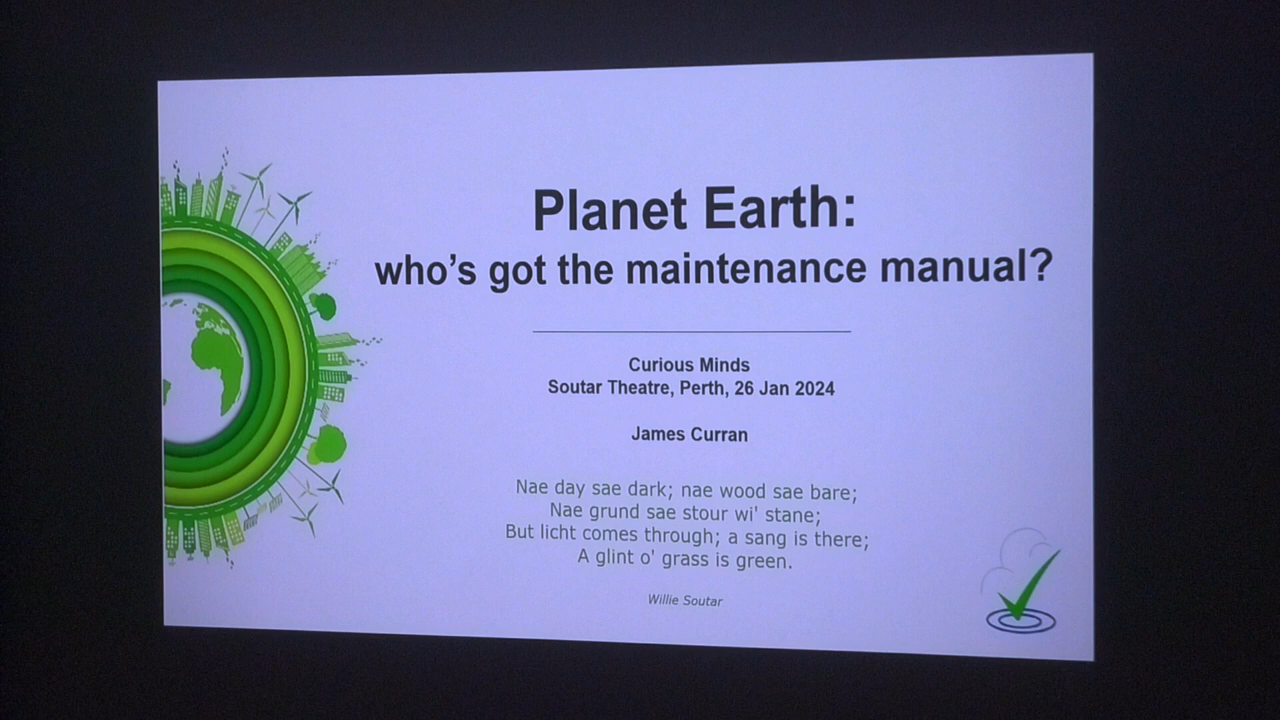 Planet Earth:
who’s got the maintenance manual?
Curious Minds
Soutar Theatre, Perth, 26 Jan 2024
James Curran
Nae day sae dark; nae wood sae bare;
Nae grund sae stour wi' stane;
But licht comes through; a sang is there;
A glint o' grass is green.
Willie Soutar